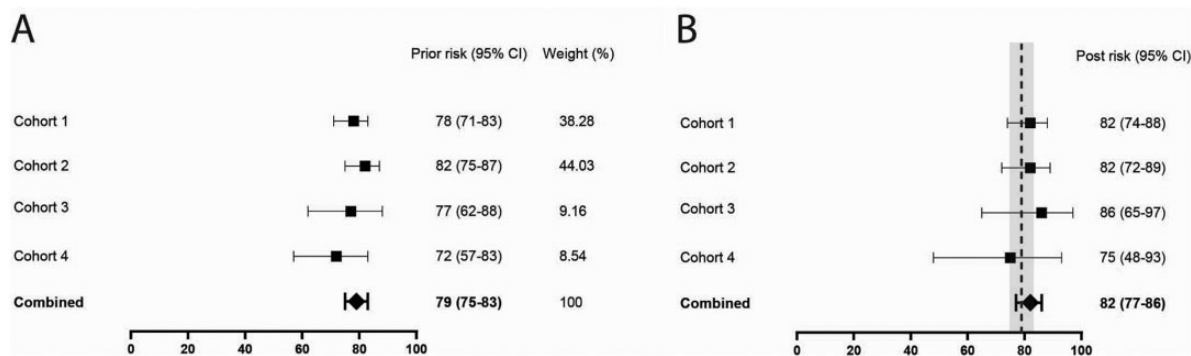 A
Prior risk (95% CI) Weight (%)
Cohort 1 78 (71-83) 38.28
Cohort 2 82 (75-87) 44.03
Cohort 3 77 (62-88) 9.16
Cohort 4 72 (57-83) 8.54
Combined 79 (75-83) 100
0 20 40 60 80 100
B
Post risk (95% CI)
Cohort 1 82 (74-88)
Cohort 2 82 (72-89)
Cohort 3 86 (65-97)
Cohort 4 75 (48-93)
Combined 82 (77-86)
0 20 40 60 80 100